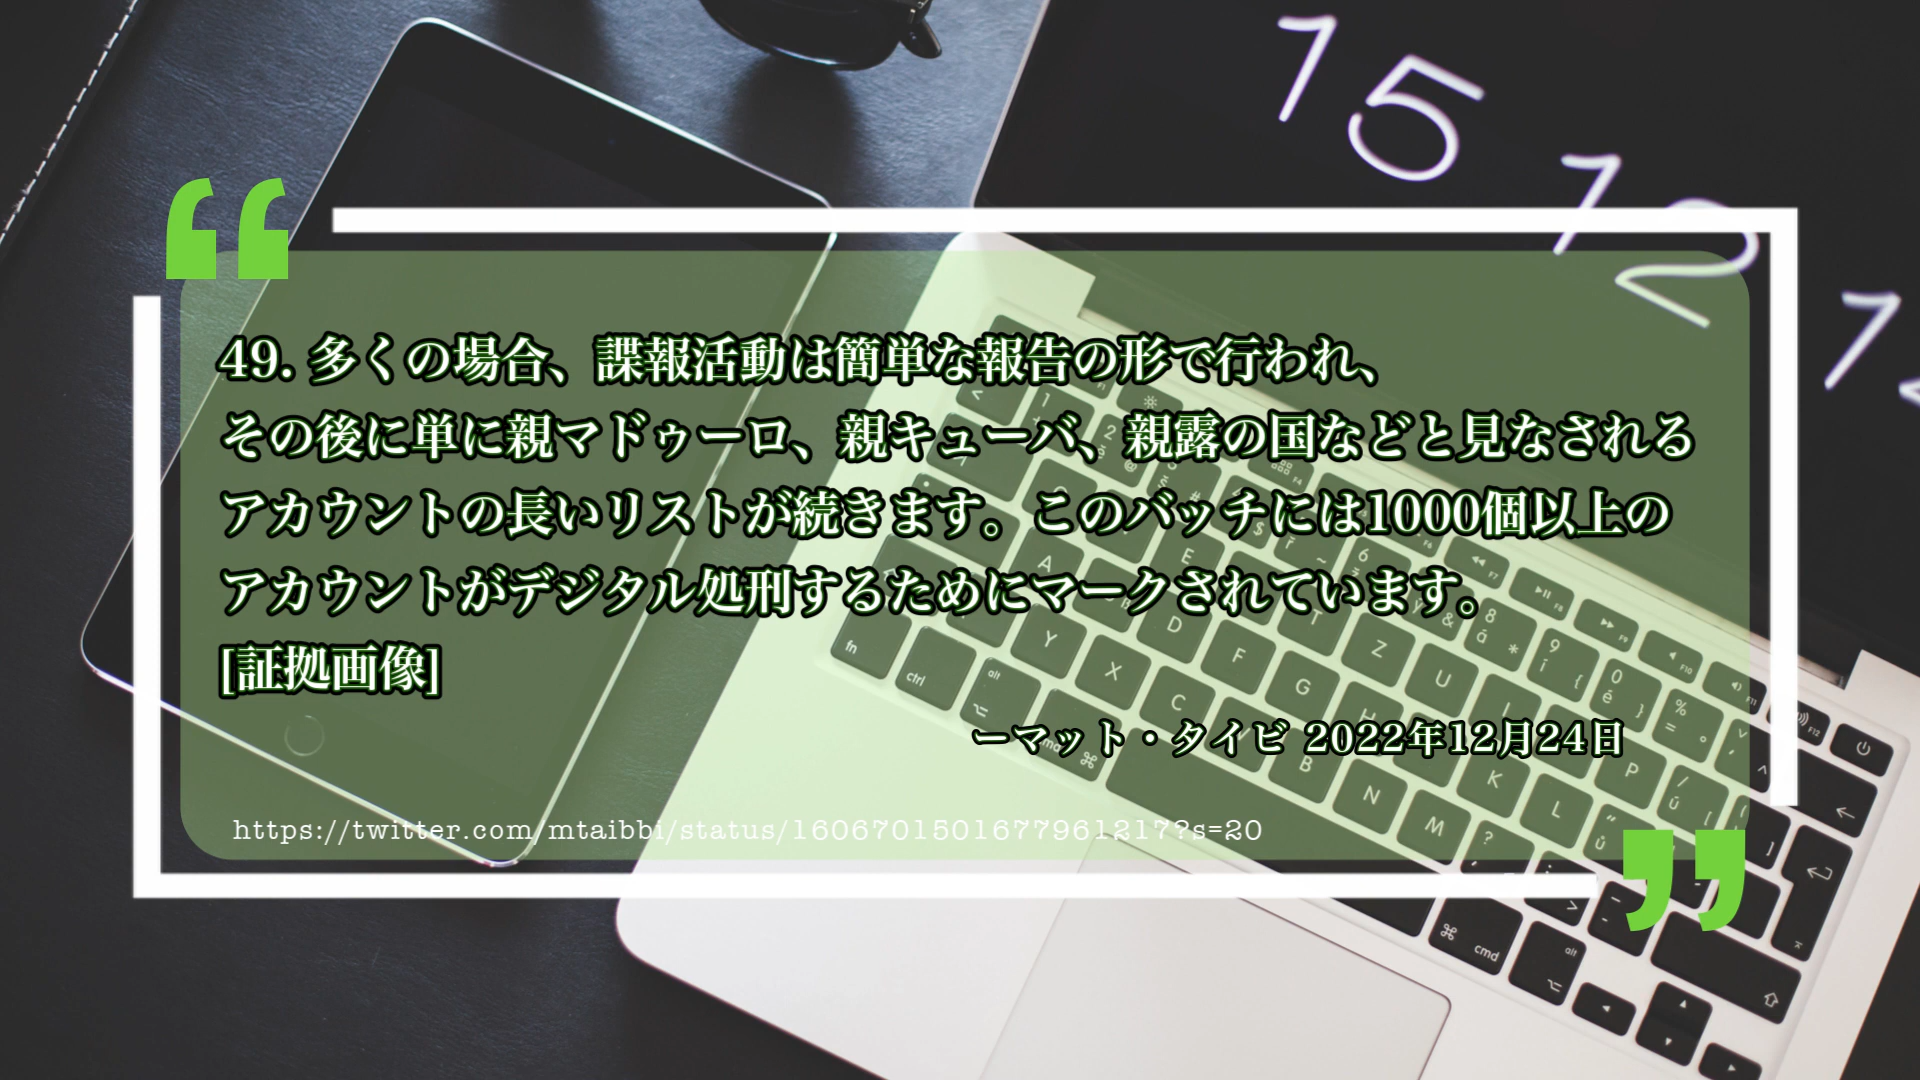 15
12
“
49. 多くの場合、諜報活動は簡単な報告の形で行われ、
その後に単に親マドゥーロ、親キューバ、親露の国などと見なされる
アカウントの長いリストが続きます。このバッチには1000個以上の
アカウントがデジタル処刑するためにマークされています。
[証拠画像]
ーマット・タイビ 2022年12月24日
https://twitter.com/mtaibbi/status/1606701501677961217?s=20
”